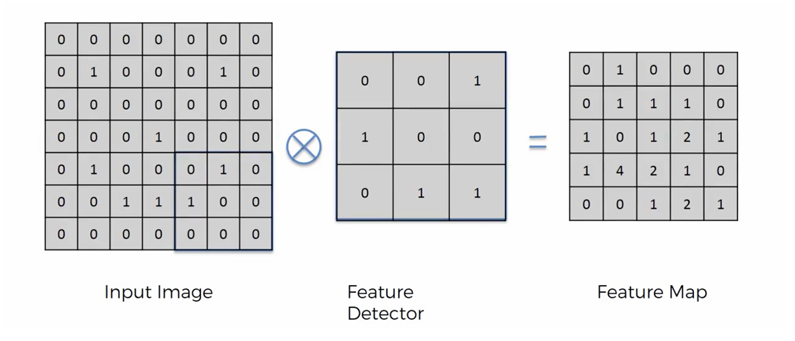 0 0 0 0 0 0 0
0 1 0 0 0 1 0
0 0 0 0 0 0 0
0 0 0 1 0 0 0
0 1 0 0 0 1 0
0 0 1 1 1 0 0
0 0 0 0 0 0 0
Input Image
0 0 1
1 0 0
0 1 1
Feature
Detector
=
0 1 0 0 0
0 1 1 1 0
1 0 1 2 1
1 4 2 1 0
0 0 1 2 1
Feature Map